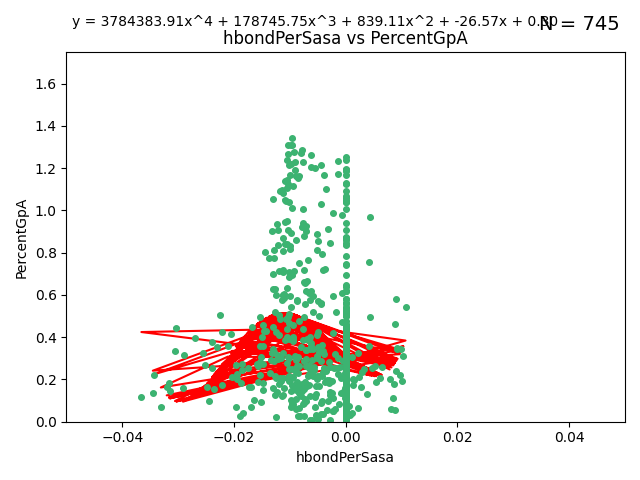 y = 3784383.91x^4 + 178745.75x^3 + 839.11x^2 + -26.57x + 0.30
N = 745
hbondPerSasa vs PercentGpA
PercentGpA
1.6
1.4
1.2
1.0
0.8
0.6
0.4
0.2
0.0
−0.04 −0.02 0.00 0.02 0.04
hbondPerSasa